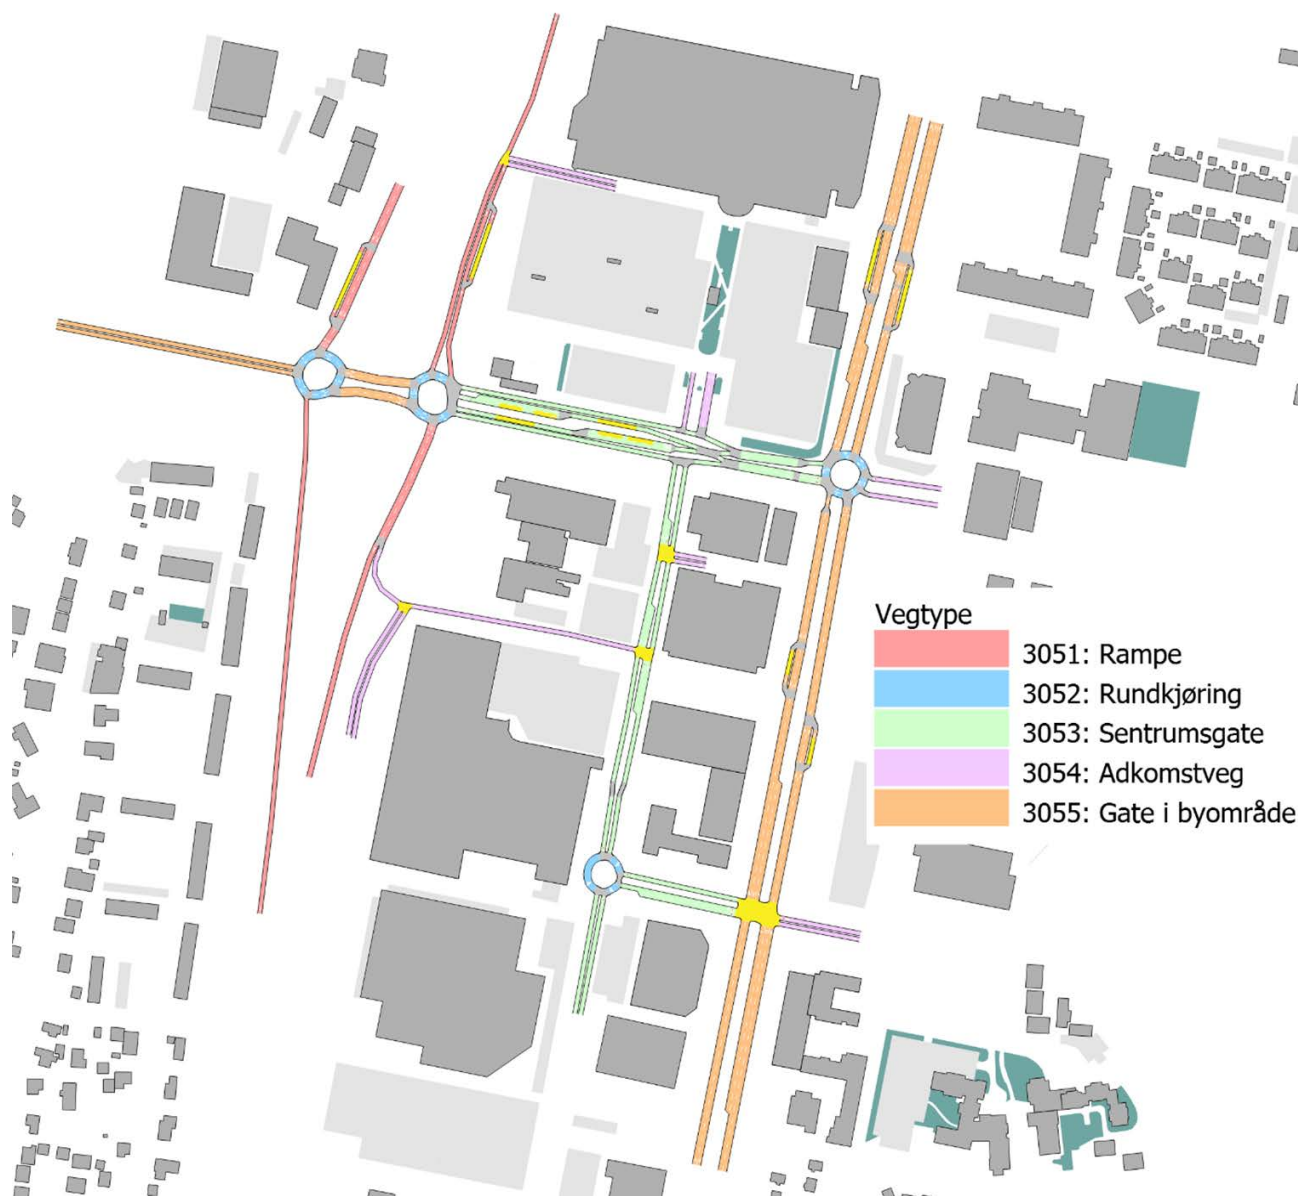 Vegtype
3051: Rampe
3052: Rundkjøring
3053: Sentrumsgate
3054: Adkomstveg
3055: Gate i byområde